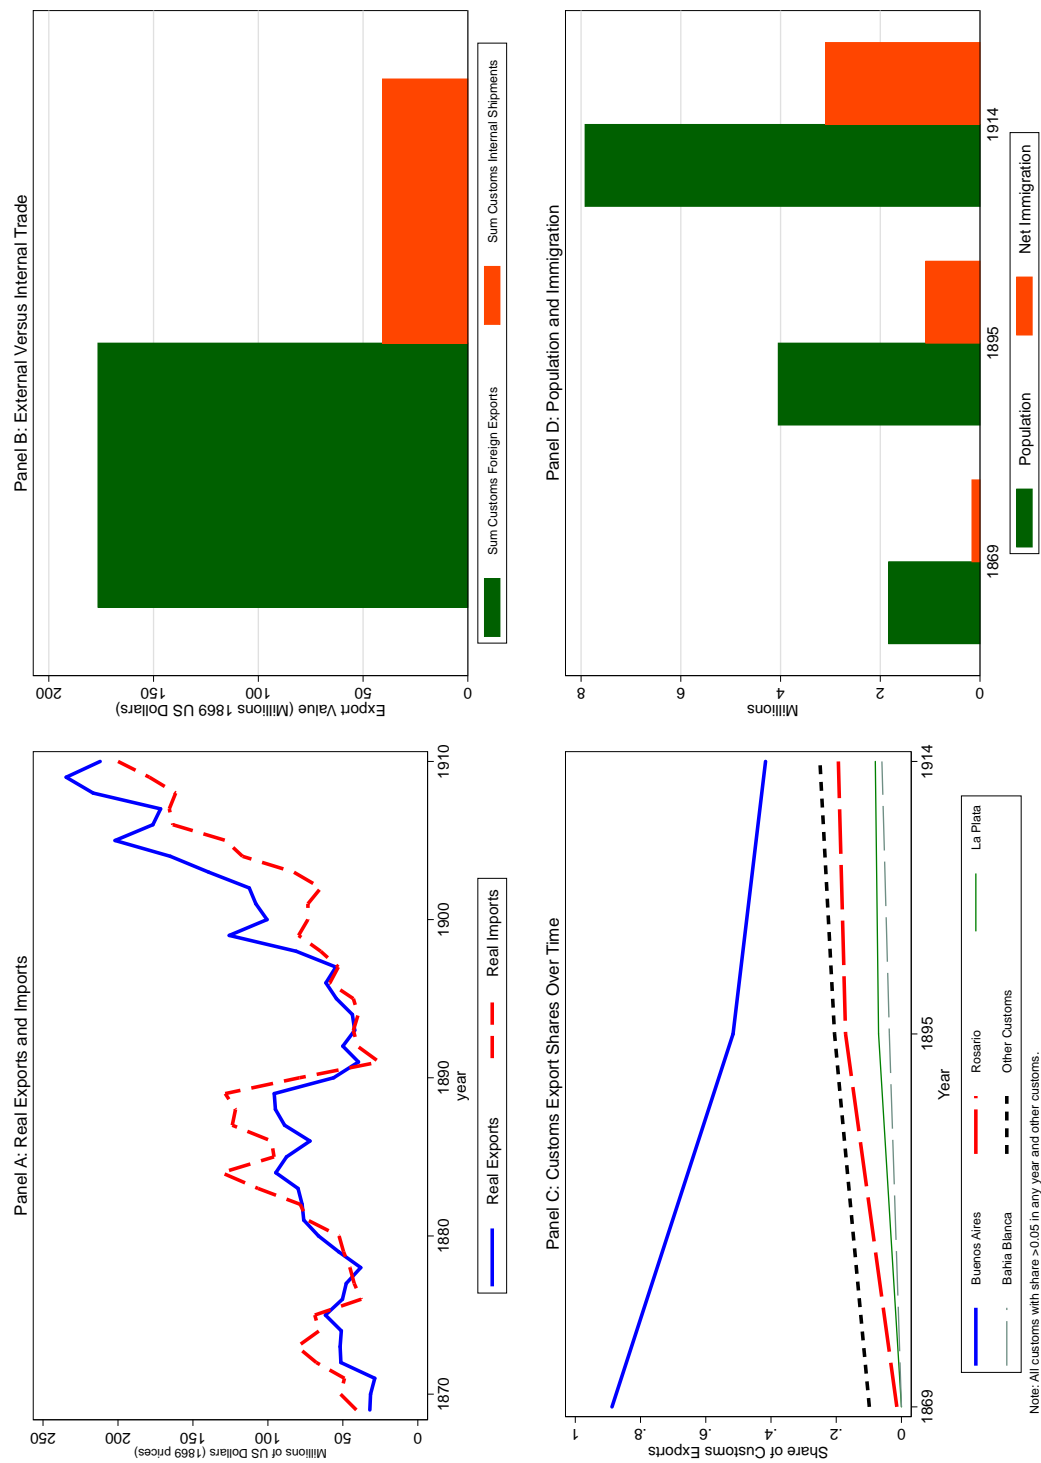 Panel A: Real Exports and Imports
Millions of US Dollars (1869 prices)
250
200
150
100
50
0
1870 1880 1890 1900 1910
year
Real Exports Real Imports
Panel B: External Versus Internal Trade
Export Value (Millions 1869 US Dollars)
200
150
100
50
0
Sum Customs Foreign Exports Sum Customs Internal Shipments
Panel C: Customs Export Shares Over Time
Share of Customs Exports
1
.8
.6
.4
.2
0
1869 1895 1914
Year
Buenos Aires Rosario La Plata
Bahia Blanca Other Customs
Note: All customs with share >0.05 in any year and other customs.
Panel D: Population and Immigration
Millions
8
6
4
2
0
1869 1895 1914
Population Net Immigration